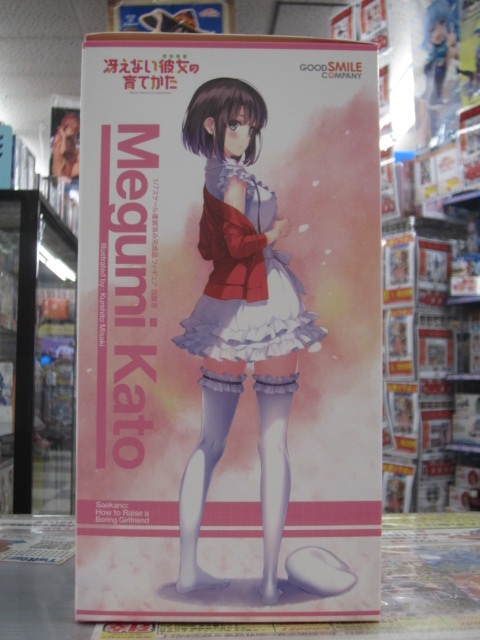 冴えない彼女の
育てかた
GOODSMILE
COMPANY
Megumi Kato
Illustrated by : Kurehito Misaki
Saekano:
How to Raise a
Boring Girlfriend